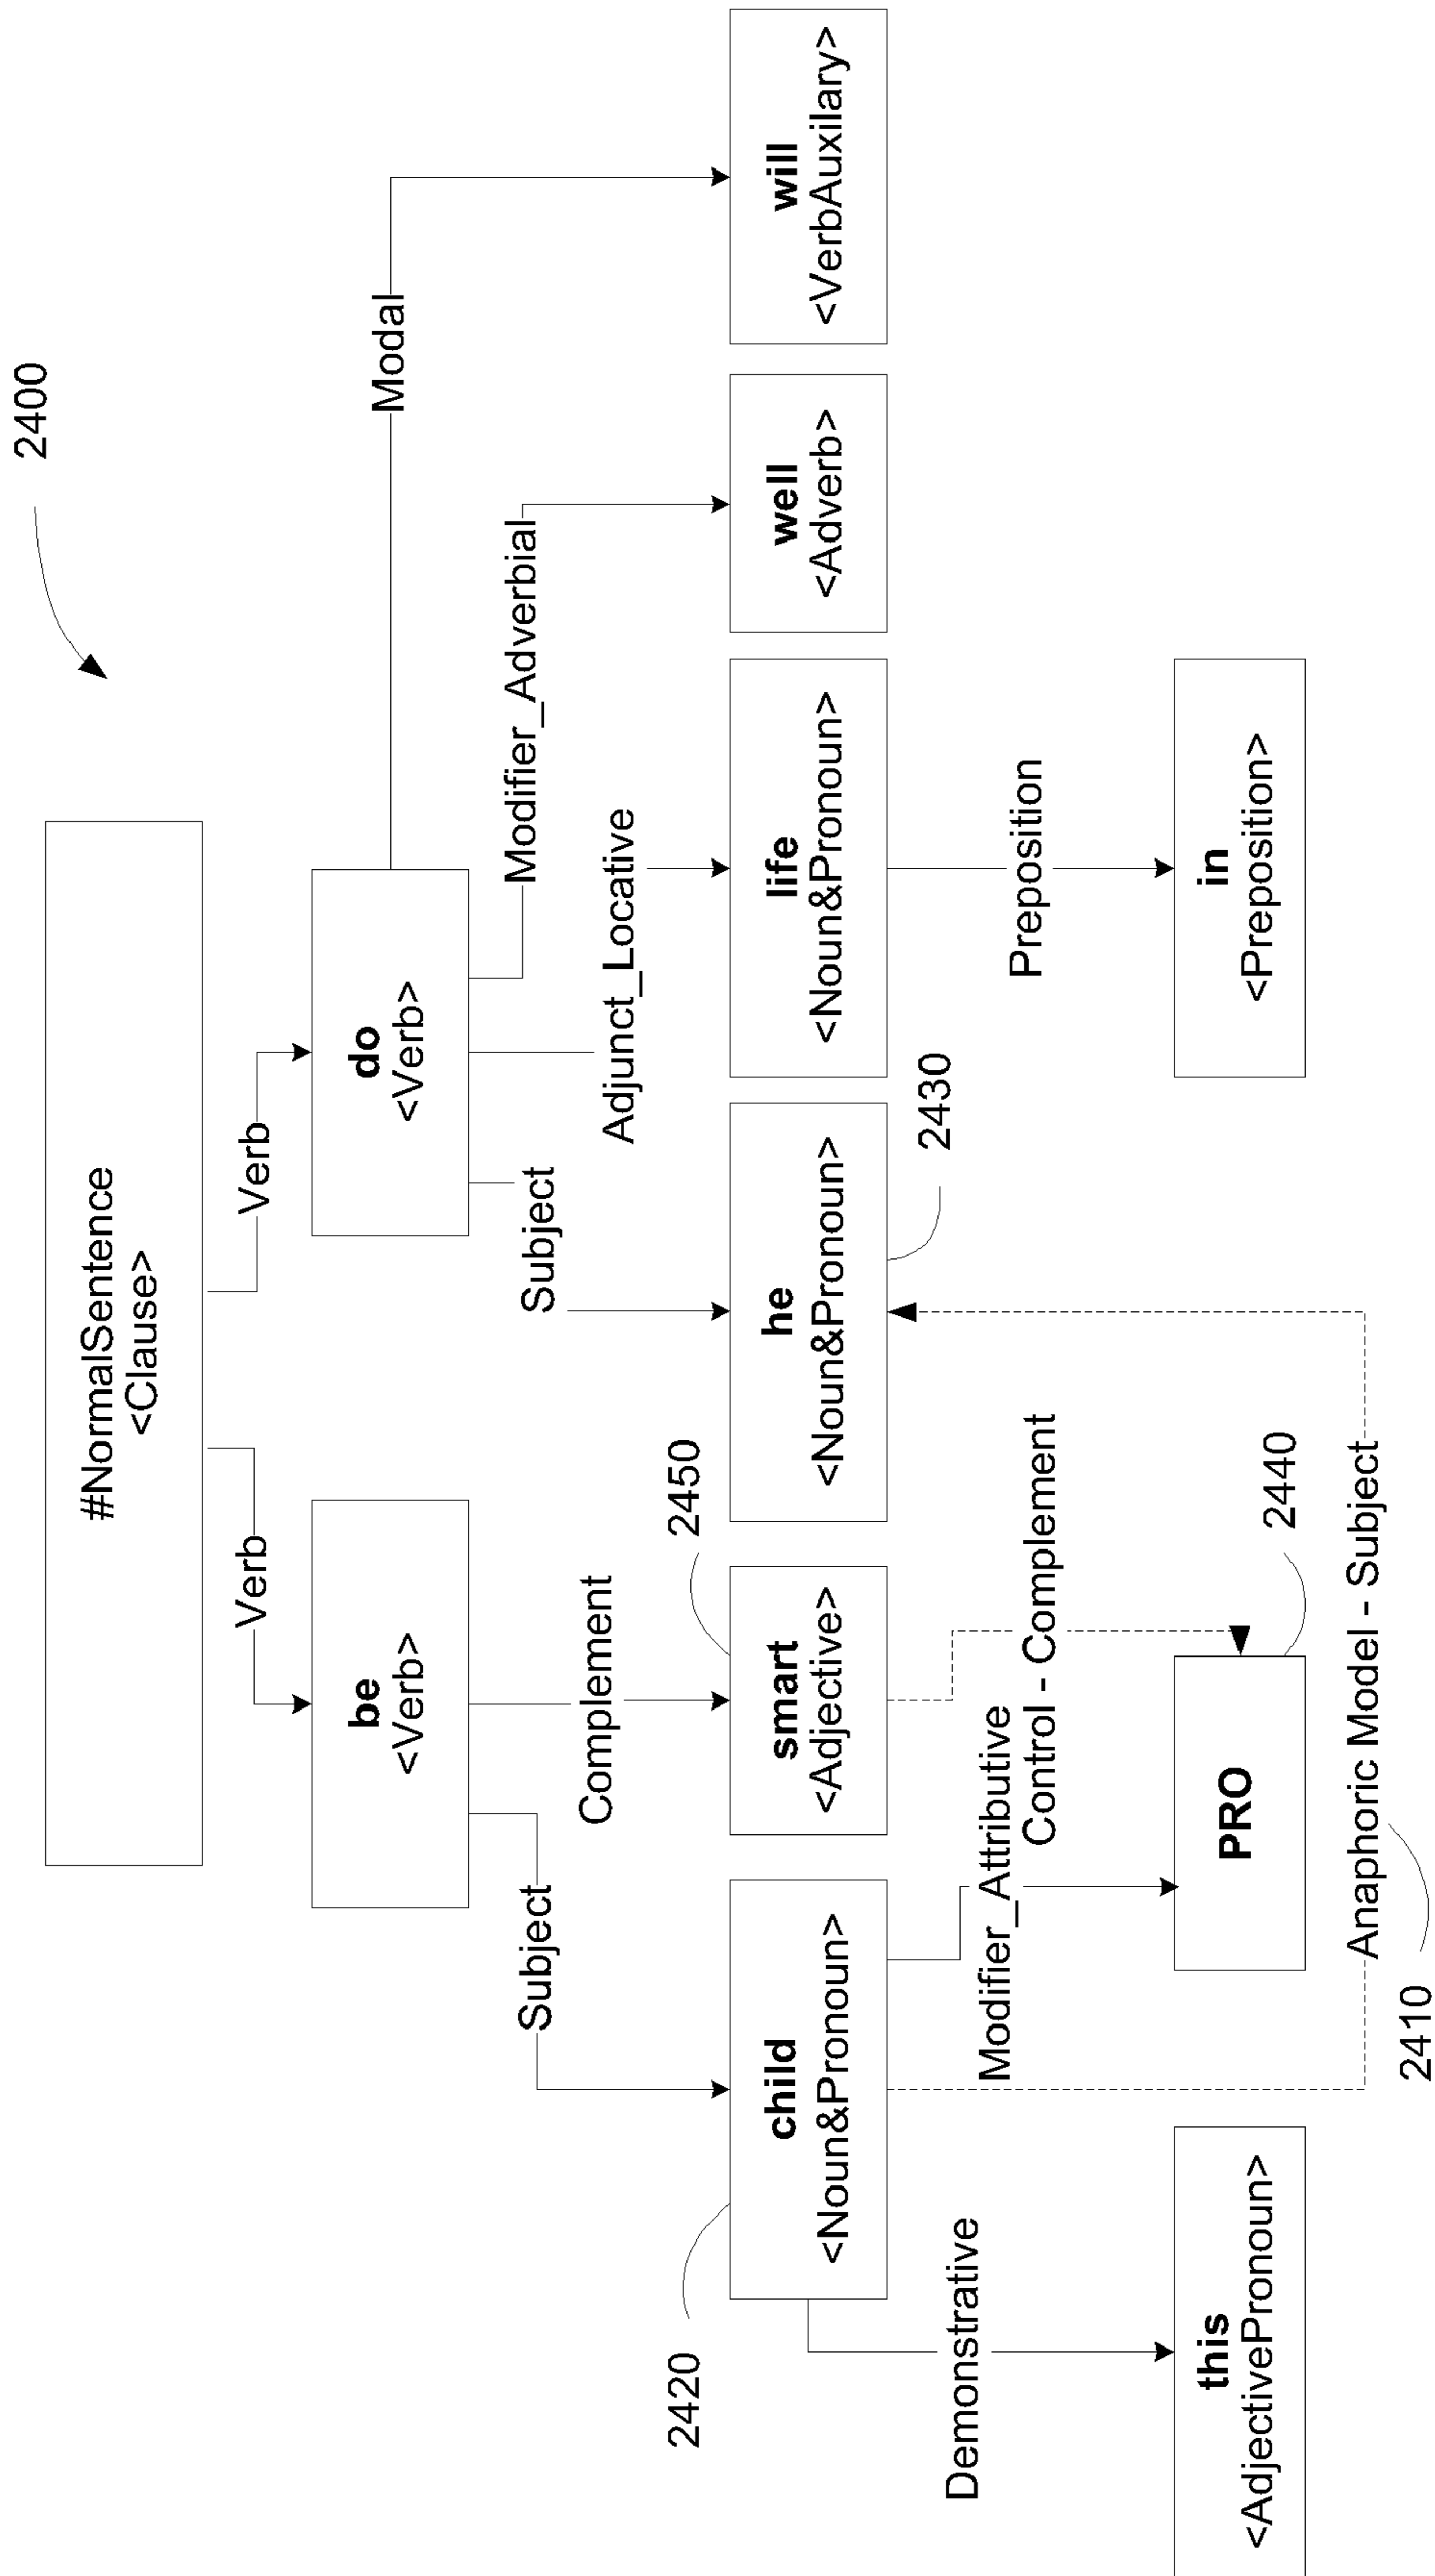 2400
#NormalSentence
<Clause>
Verb
Verb
be
<Verb>
do
<Verb>
Modal
Subject
Complement
Subject
Adjunct_Locative
Modifier_Adverbial
2420
2450
child
<Noun&Pronoun>
smart
<Adjective>
he
<Noun&Pronoun>
life
<Noun&Pronoun>
well
<Adverb>
will
<VerbAuxilary>
2430
Demonstrative
Modifier_Attributive
Control - Complement
Preposition
2440
this
<AdjectivePronoun>
PRO
in
<Preposition>
Anaphoric Model - Subject
2410